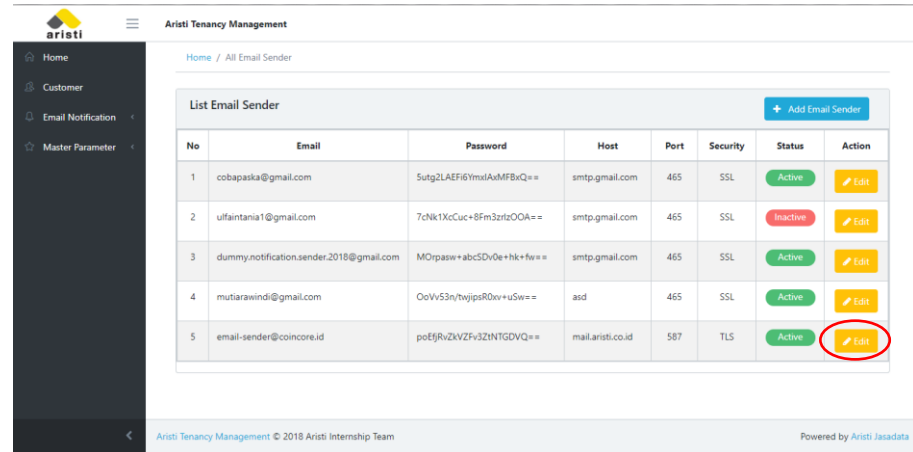 aristi
Aristi Tenancy Management
Home
Customer
Email Notification
Master Parameter
Home / All Email Sender
List Email Sender
+ Add Email Sender
No Email Password Host Port Security Status Action
1 cobapaska@gmail.com 5utg2LAEFi6YmxIAxMFBxQ== smtp.gmail.com 465 SSL Active Edit
2 ulfaintania1@gmail.com 7cNk1XcCuc+8Fm3zrIzOOA== smtp.gmail.com 465 SSL Inactive Edit
3 dummy.notification.sender.2018@gmail.com MOrpasw+abcSDv0e+hk+fw== smtp.gmail.com 465 SSL Active Edit
4 mutiarawindi@gmail.com OoVv53n/twjipsR0xv+uSw== asd 465 SSL Active Edit
5 email-sender@coincore.id poEfjRvZkVZFv3ZtNTGDVQ== mail.aristi.co.id 587 TLS Active Edit
Aristi Tenancy Management © 2018 Aristi Internship Team
Powered by Aristi Jasadata